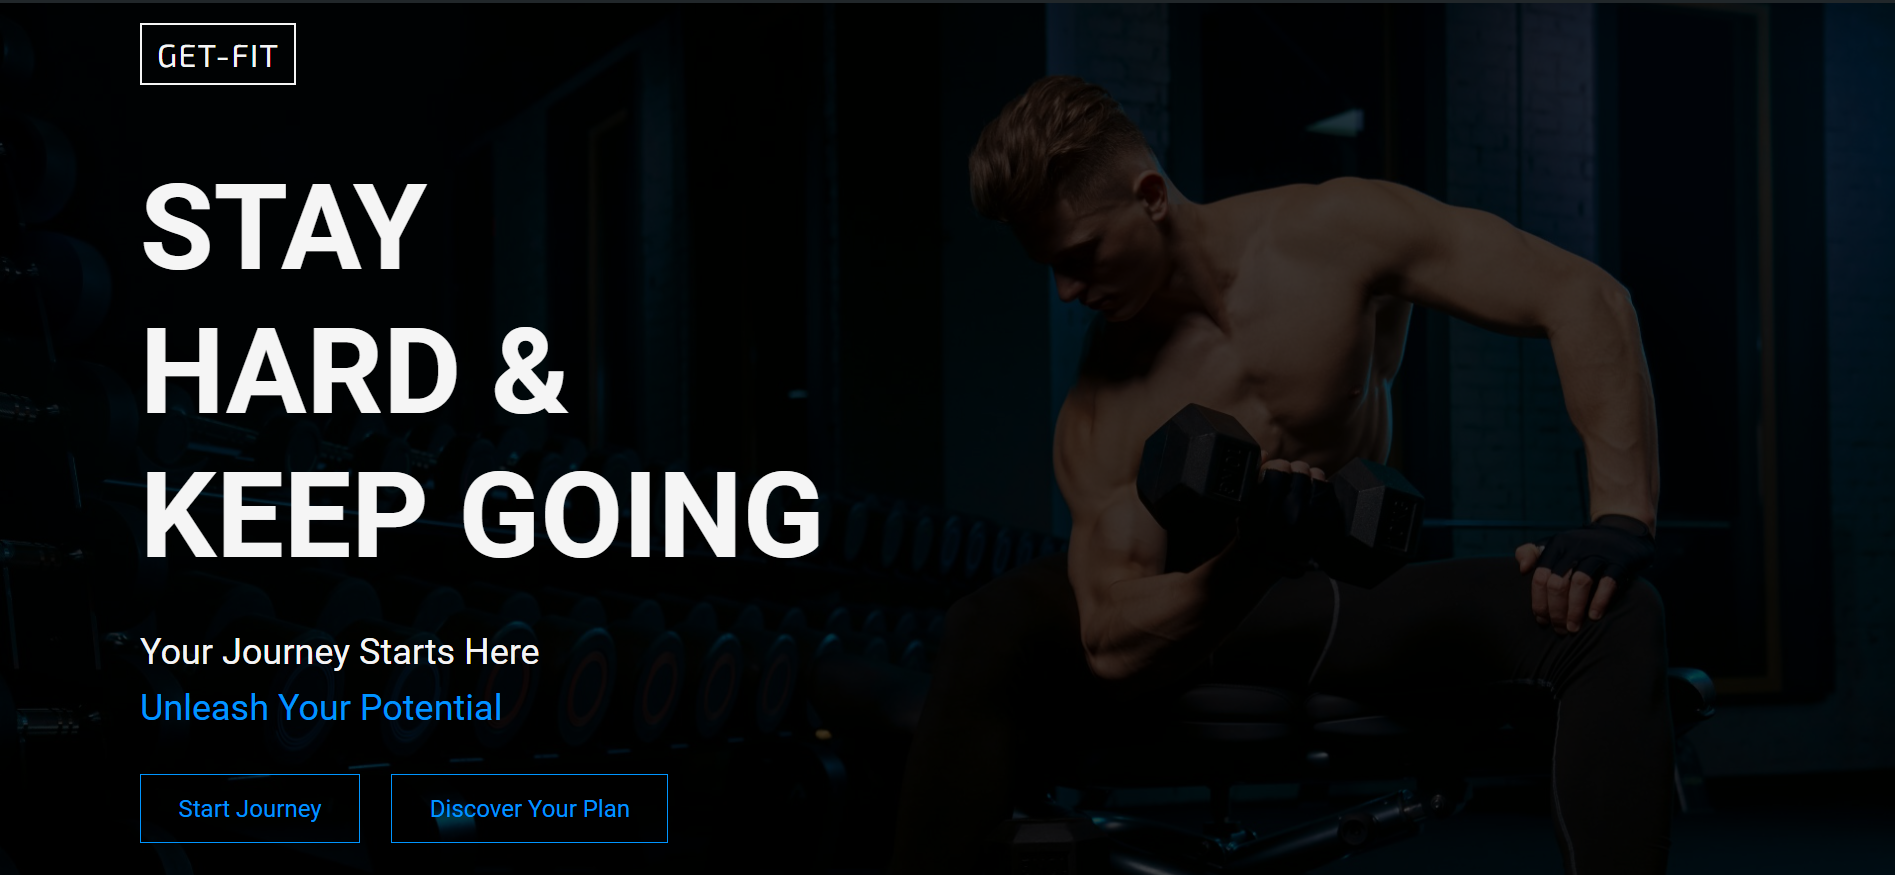 GET-FIT
STAY
HARD &
KEEP GOING
Your Journey Starts Here
Unleash Your Potential
Start Journey
Discover Your Plan